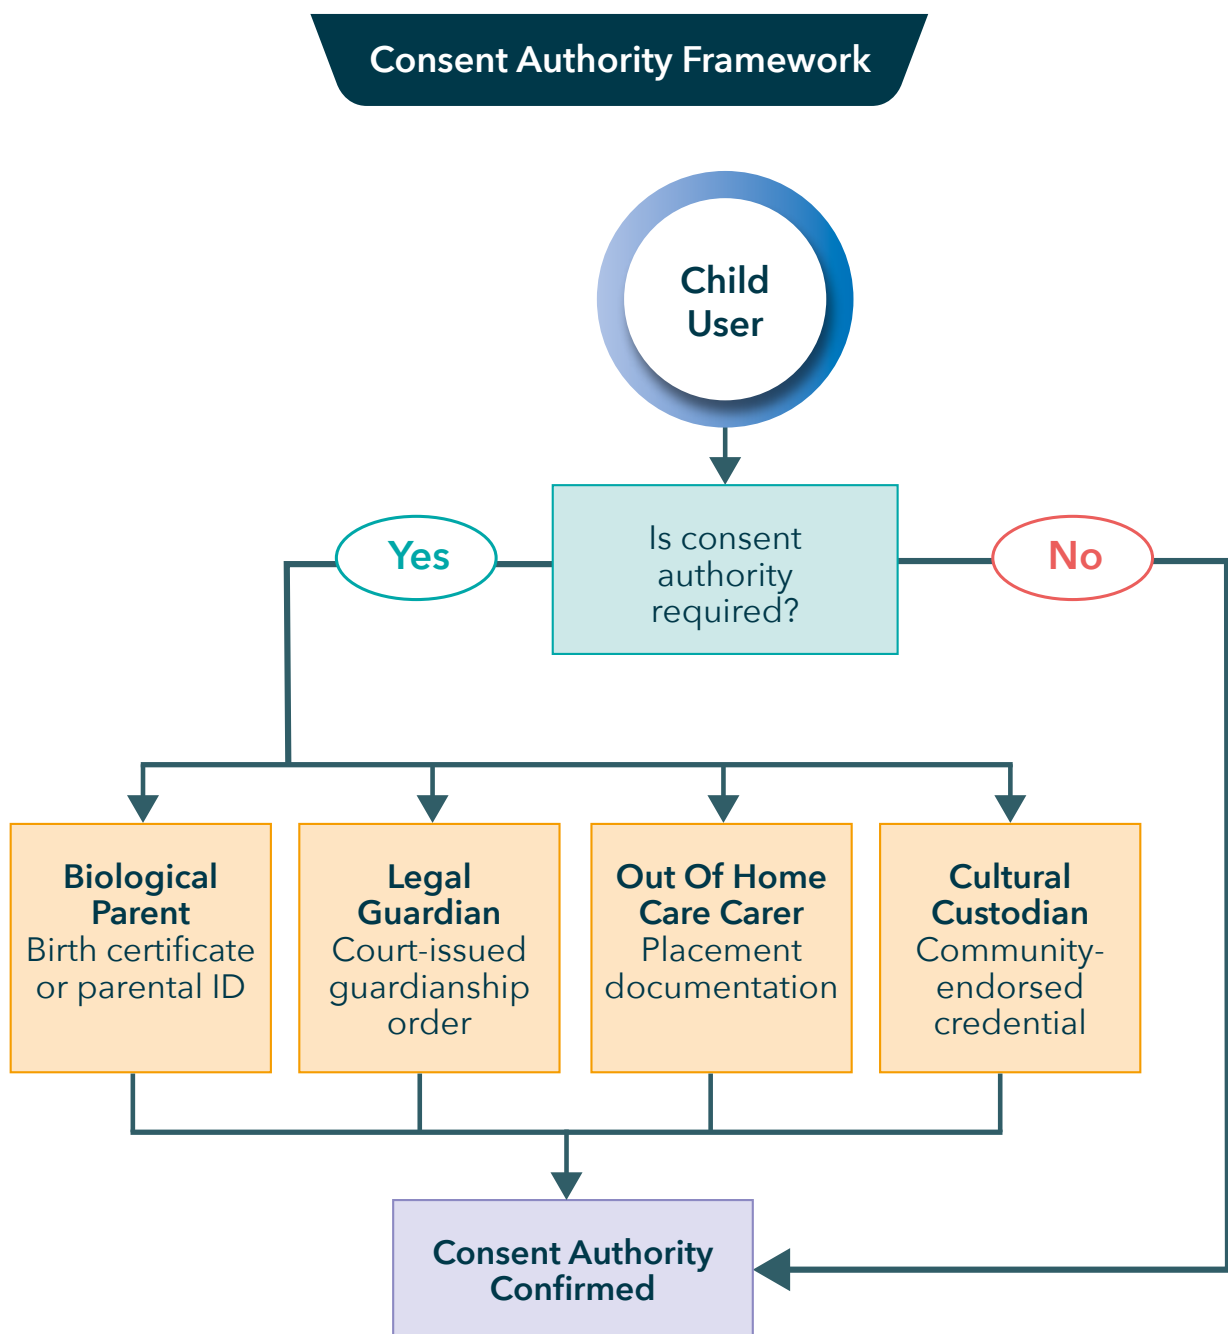 Consent Authority Framework
Child
User
Is consent
authority
required?
Yes
No
Biological
Parent
Birth certificate
or parental ID
Legal
Guardian
Court-issued
guardianship
order
Out Of Home
Care Carer
Placement
documentation
Cultural
Custodian
Community-
endorsed
credential
Consent Authority
Confirmed